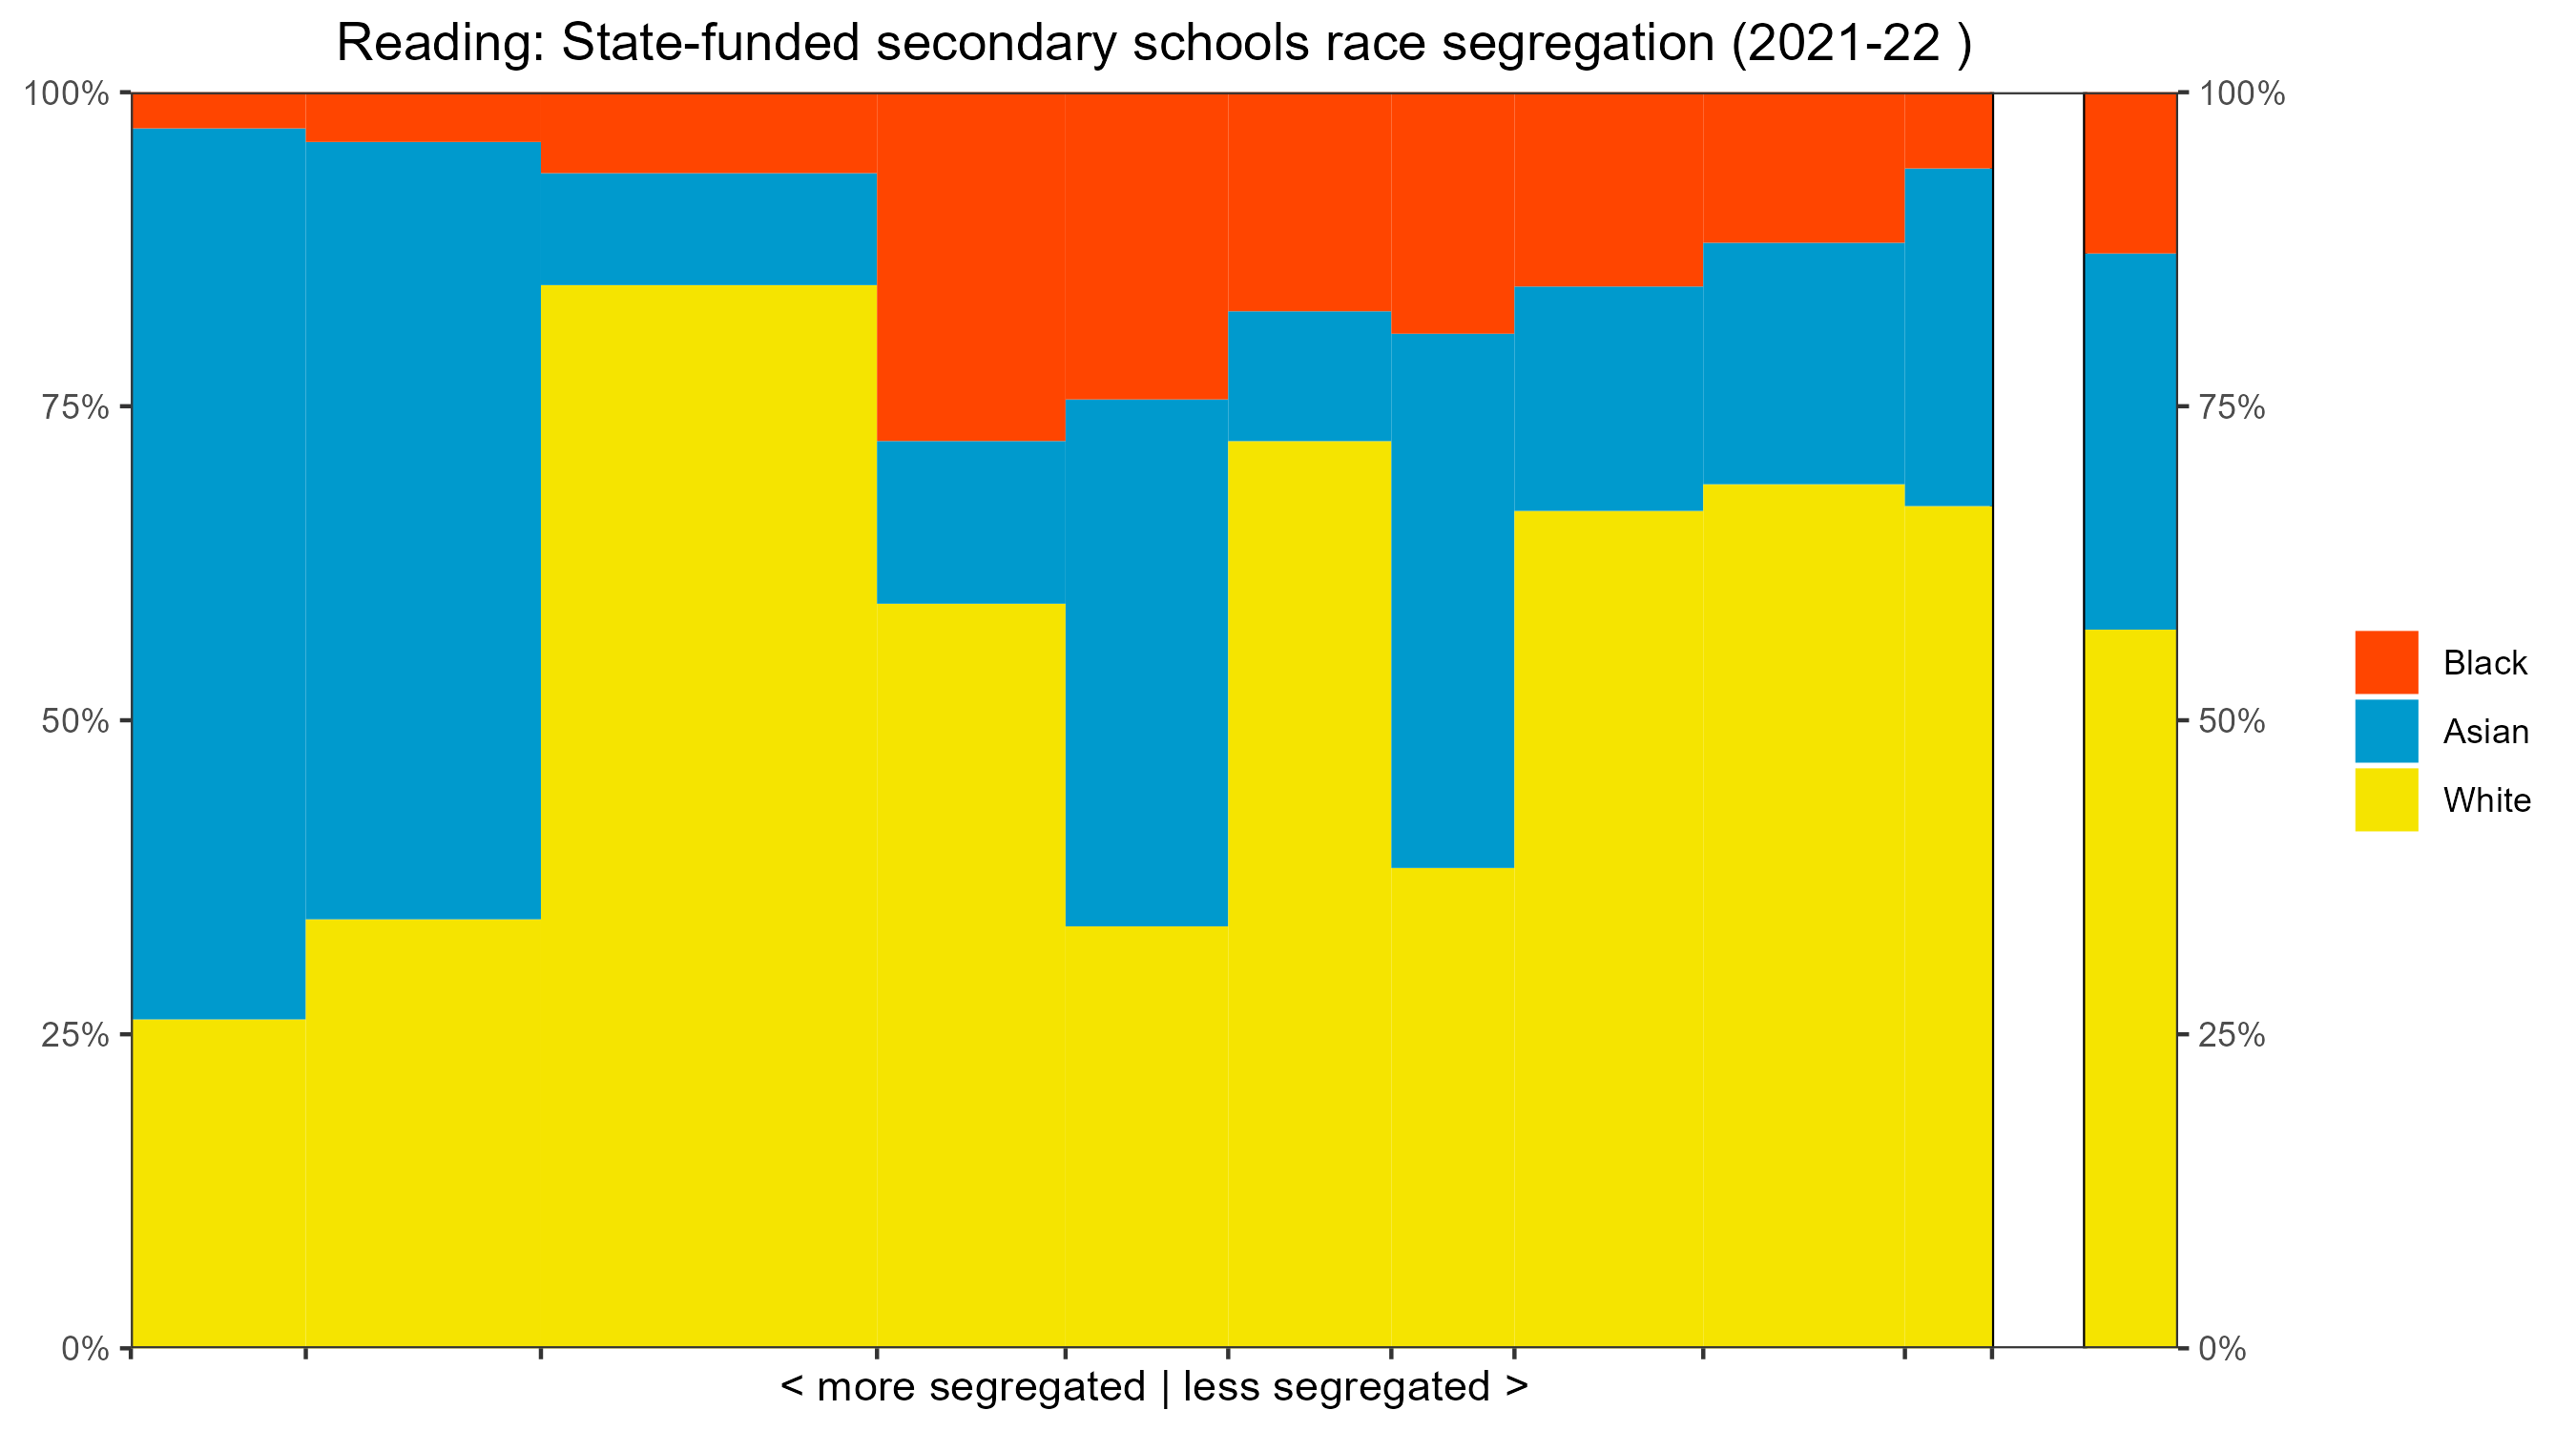 Reading: State-funded secondary schools race segregation (2021-22 )
100%
75%
50%
25%
0%
100%
75%
50%
25%
0%
Black
Asian
White
< more segregated | less segregated >